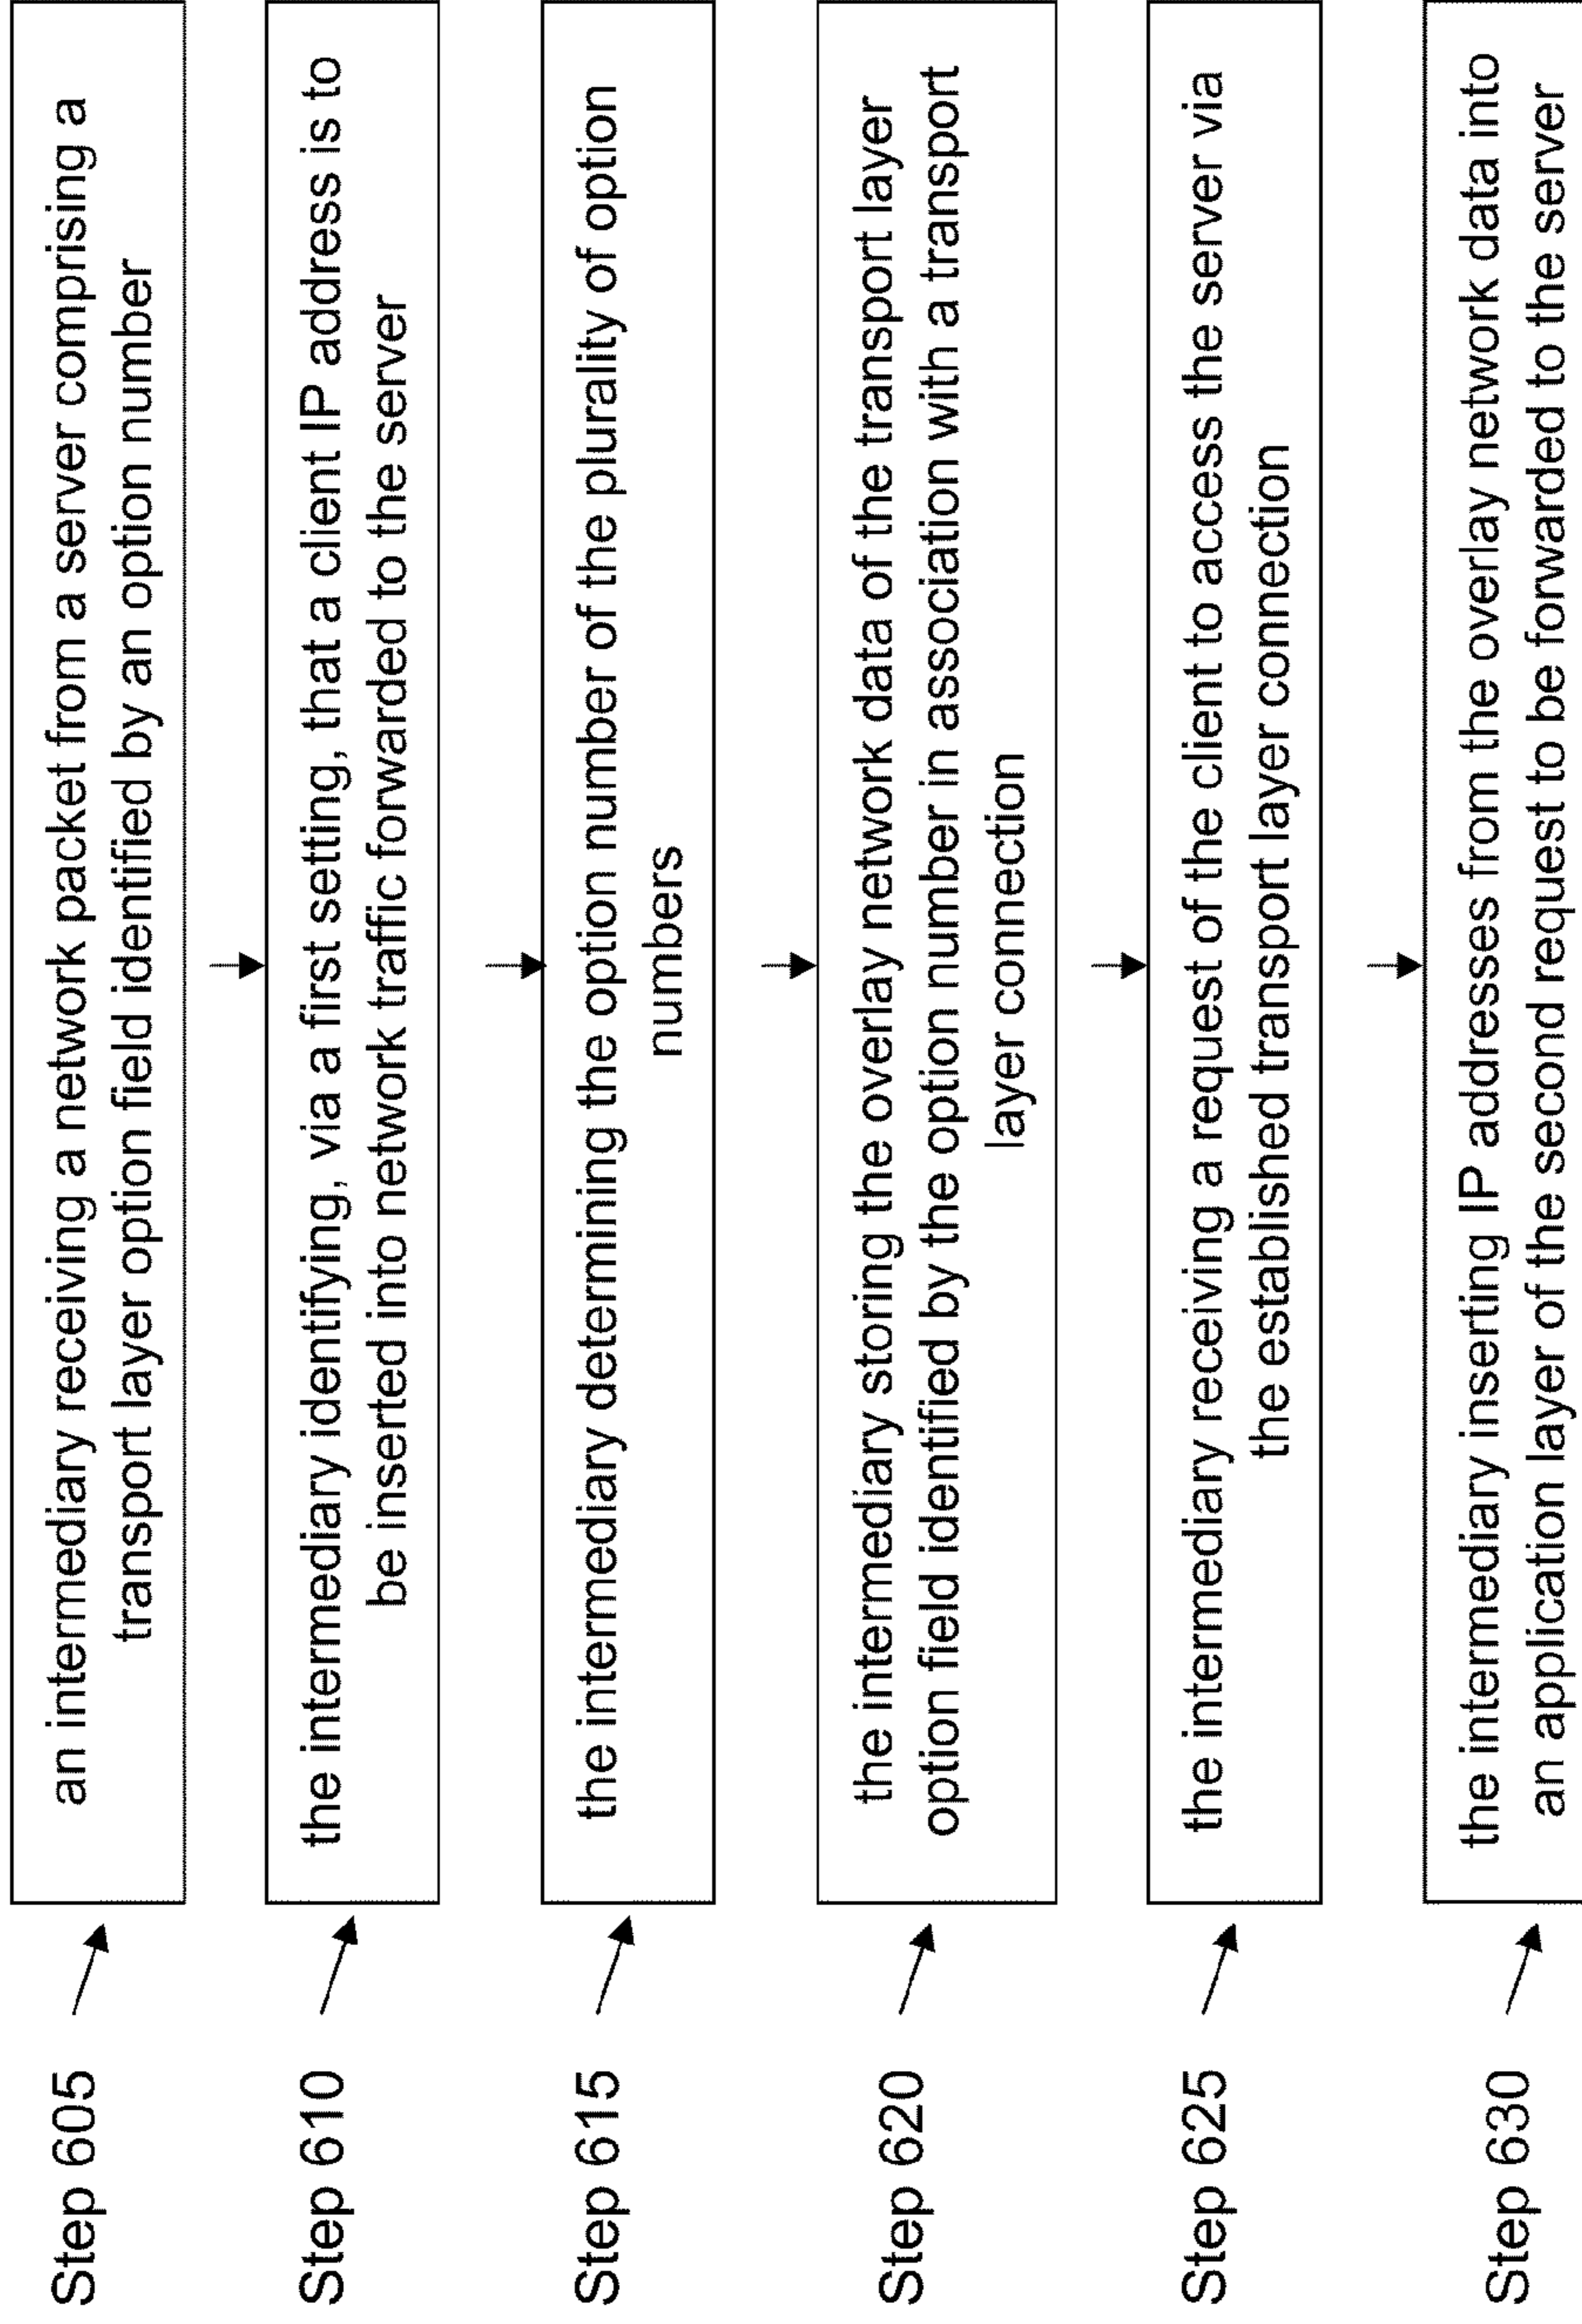 Step 605
an intermediary receiving a network packet from a server comprising a
transport layer option field identified by an option number
Step 610
the intermediary identifying, via a first setting, that a client IP address is to
be inserted into network traffic forwarded to the server
Step 615
the intermediary determining the option number of the plurality of option
numbers
Step 620
the intermediary storing the overlay network data of the transport layer
option field identified by the option number in association with a transport
layer connection
Step 625
the intermediary receiving a request of the client to access the server via
the established transport layer connection
Step 630
the intermediary inserting IP addresses from the overlay network data into
an application layer of the second request to be forwarded to the server